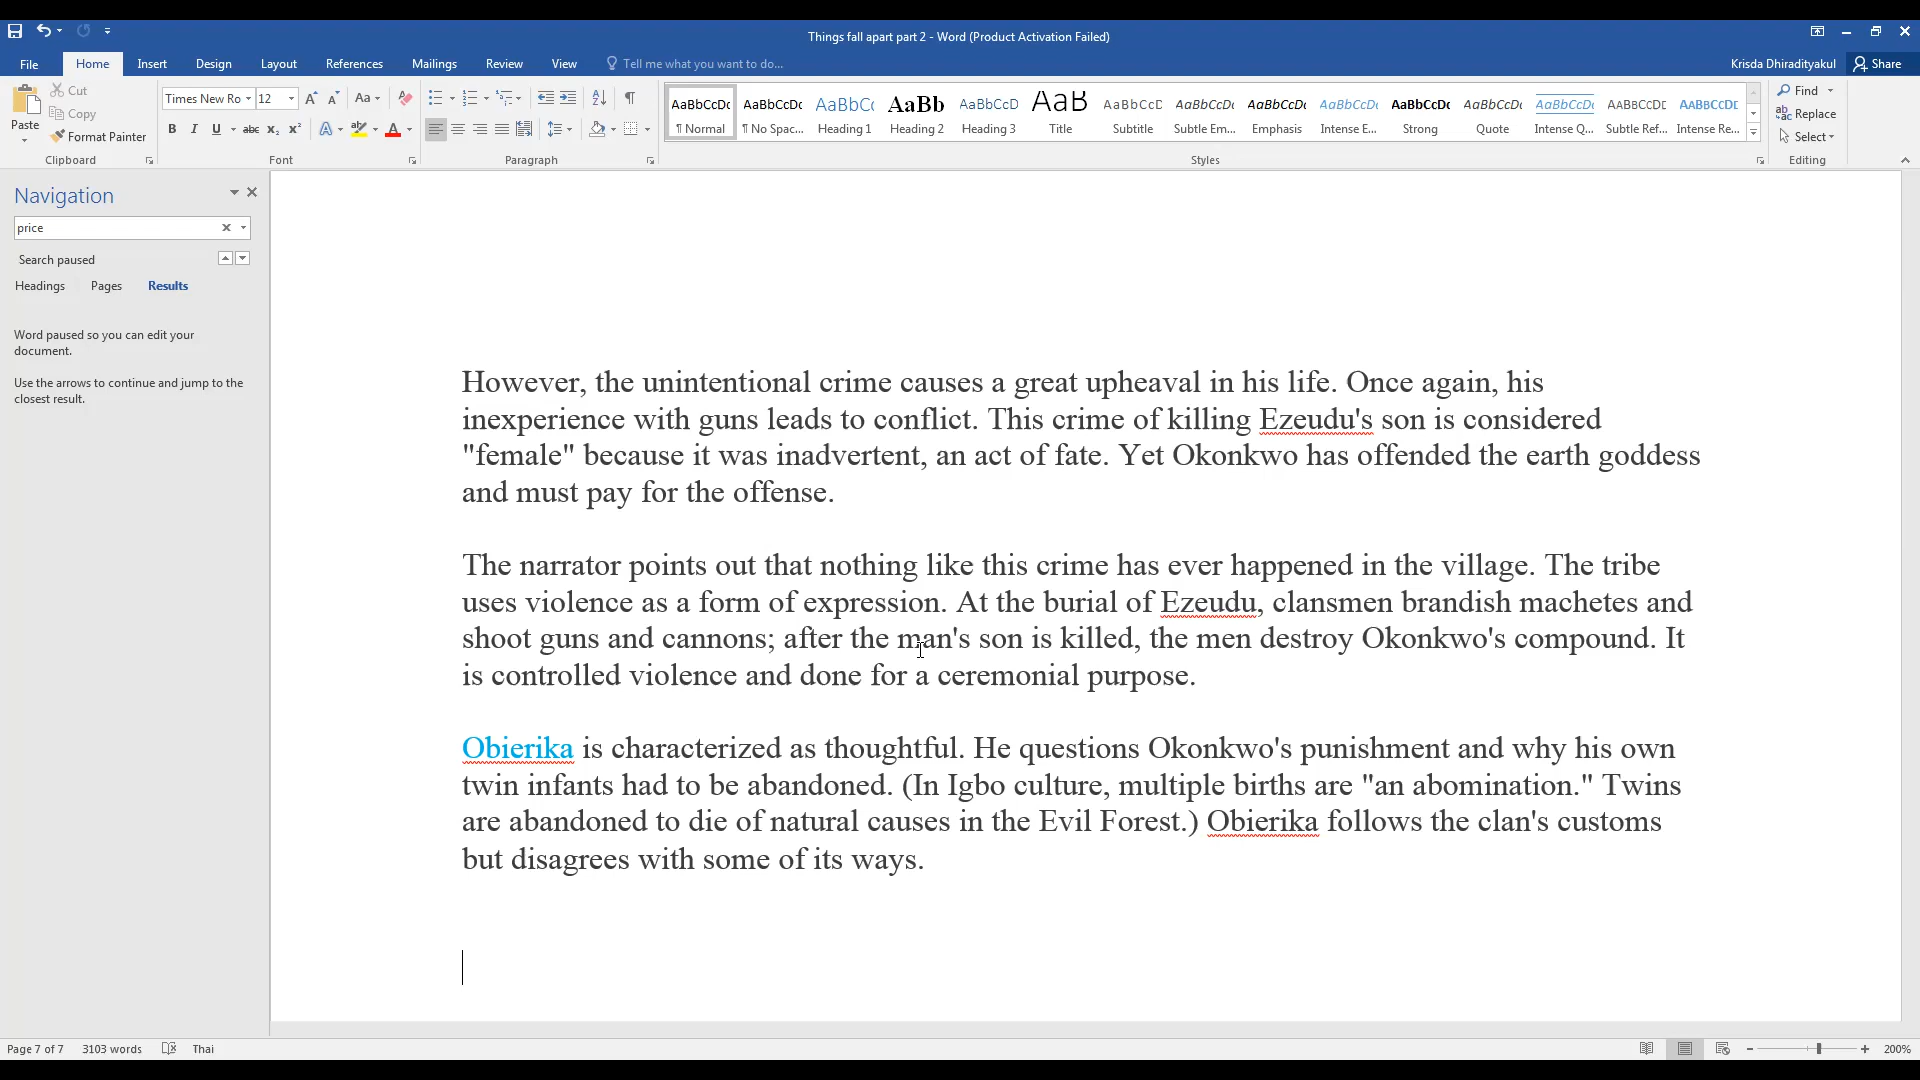 Things fall apart part 2 - Word (Product Activation Failed)
File Home Insert Design Layout References Mailings Review View Tell me what you want to do... Krisda Dhiradityakul Share
Paste
Cut
Copy
Format Painter
Clipboard
Times New Ro 12
Aa
B I U abc x₂ x²
Font
Paragraph
AaBbCcDc AaBbCcDc AaBbCc AaBb AaBbCcD AaB AaBbCcD AaBbCcDc AaBbCcDc AaBbCcDc AaBbCcDc AaBbCcDc AaBbCcDc AABBCCDE AABBCCDC
¶ Normal ¶ No Spac... Heading 1 Heading 2 Heading 3 Title Subtitle Subtle Em... Emphasis Intense E... Strong Quote Intense Q... Subtle Ref... Intense Re...
Styles
Find
Replace
Select
Editing
Navigation
price
Search paused
Headings Pages Results
Word paused so you can edit your
document.
Use the arrows to continue and jump to the
closest result.
However, the unintentional crime causes a great upheaval in his life. Once again, his
inexperience with guns leads to conflict. This crime of killing Ezeudu's son is considered
"female" because it was inadvertent, an act of fate. Yet Okonkwo has offended the earth goddess
and must pay for the offense.
The narrator points out that nothing like this crime has ever happened in the village. The tribe
uses violence as a form of expression. At the burial of Ezeudu, clansmen brandish machetes and
shoot guns and cannons; after the man's son is killed, the men destroy Okonkwo's compound. It
is controlled violence and done for a ceremonial purpose.
Obierika is characterized as thoughtful. He questions Okonkwo's punishment and why his own
twin infants had to be abandoned. (In Igbo culture, multiple births are "an abomination." Twins
are abandoned to die of natural causes in the Evil Forest.) Obierika follows the clan's customs
but disagrees with some of its ways.
Page 7 of 7 3103 words Thai 200%